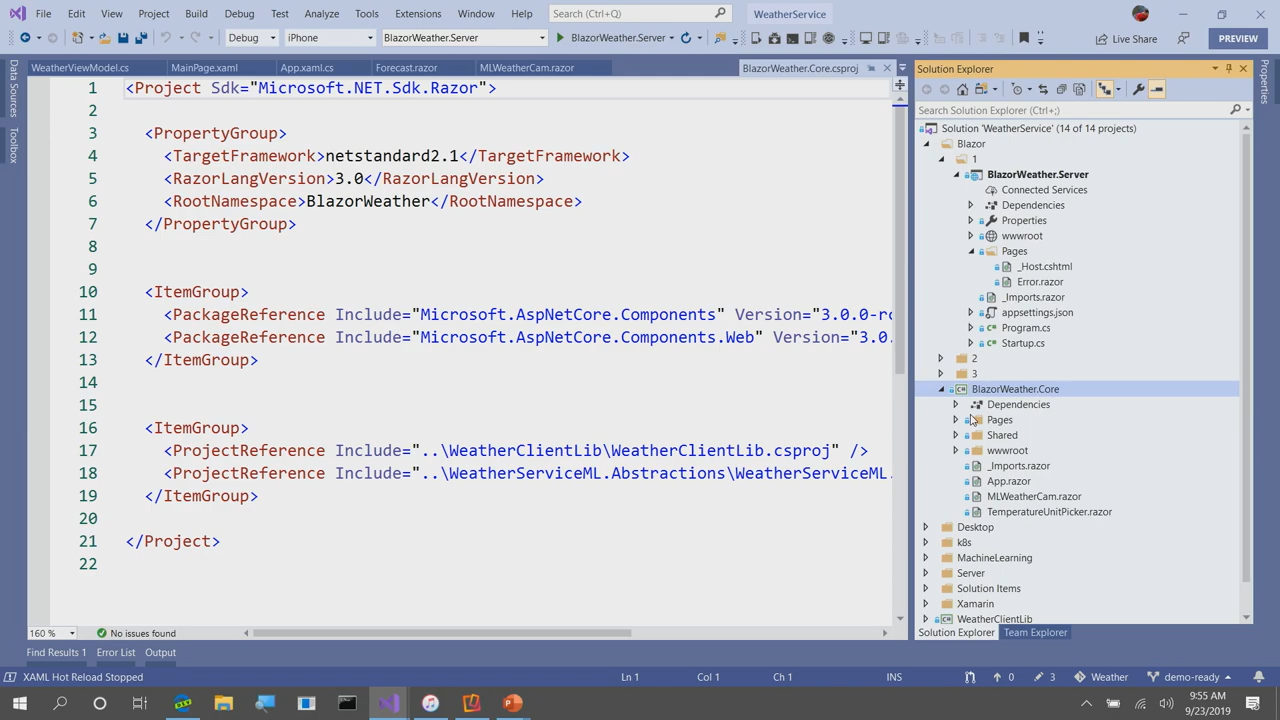 File Edit View Project Build Debug Test Analyze Tools Extensions Window Help Search (Ctrl+Q) WeatherService
Debug iPhone BlazorWeather.Server BlazorWeather.Server Live Share PREVIEW
WeatherViewModel.cs MainPage.xaml App.xaml.cs Forecast.razor MLWeatherCam.razor BlazorWeather.Core.csproj
Data Sources
Toolbox
1 <Project Sdk="Microsoft.NET.Sdk.Razor">
2
3 <PropertyGroup>
4 <TargetFramework>netstandard2.1</TargetFramework>
5 <RazorLangVersion>3.0</RazorLangVersion>
6 <RootNamespace>BlazorWeather</RootNamespace>
7 </PropertyGroup>
8
9
10 <ItemGroup>
11 <PackageReference Include="Microsoft.AspNetCore.Components" Version="3.0.0-rc
12 <PackageReference Include="Microsoft.AspNetCore.Components.Web" Version="3.0.
13 </ItemGroup>
14
15
16 <ItemGroup>
17 <ProjectReference Include="..\WeatherClientLib\WeatherClientLib.csproj" />
18 <ProjectReference Include="..\WeatherServiceML.Abstractions\WeatherServiceML.
19 </ItemGroup>
20
21 </Project>
22
160 % No issues found
Solution Explorer
Search Solution Explorer (Ctrl+;)
Solution 'WeatherService' (14 of 14 projects)
Blazor
1
BlazorWeather.Server
Connected Services
Dependencies
Properties
wwwroot
Pages
_Host.cshtml
Error.razor
_Imports.razor
appsettings.json
Program.cs
Startup.cs
2
3
BlazorWeather.Core
Dependencies
Pages
Shared
wwwroot
_Imports.razor
App.razor
MLWeatherCam.razor
TemperatureUnitPicker.razor
Desktop
k8s
MachineLearning
Server
Solution Items
Xamarin
WeatherClientLib
Solution Explorer Team Explorer
Properties
Find Results 1 Error List Output
XAML Hot Reload Stopped Ln 1 Col 1 Ch 1 INS 0 3 Weather demo-ready
9:55 AM
9/23/2019